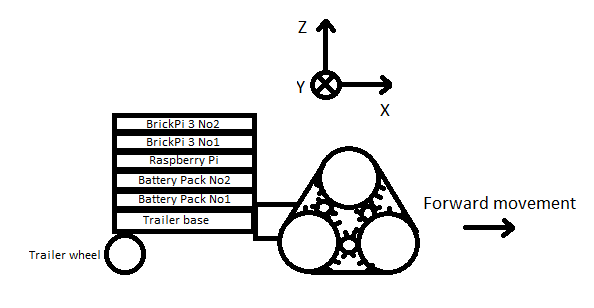 Z
Y
X
BrickPi 3 No2
BrickPi 3 No1
Raspberry Pi
Battery Pack No2
Battery Pack No1
Trailer base
Forward movement
Trailer wheel